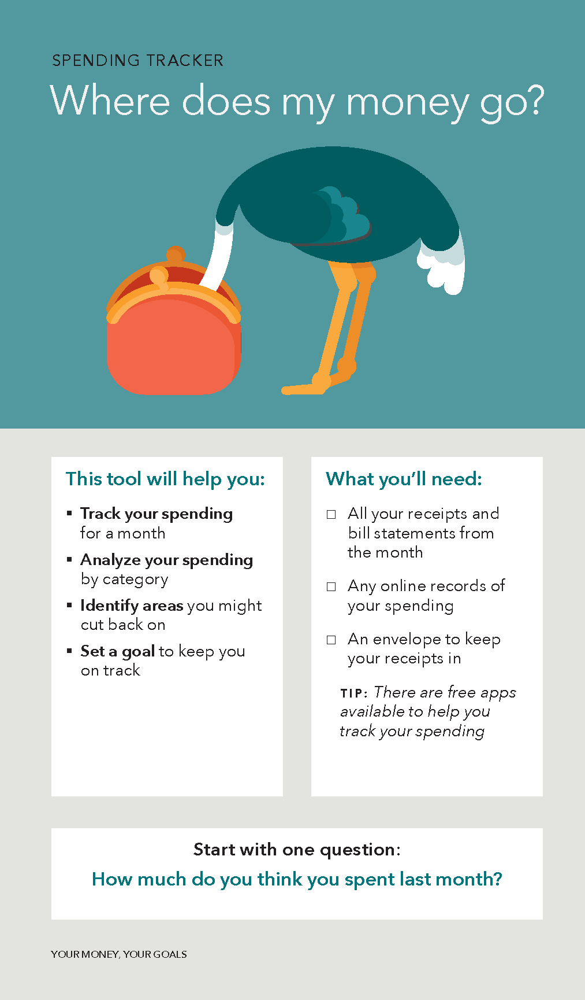 SPENDING TRACKER
Where does my money go?
This tool will help you:
▪ Track your spending
for a month
▪ Analyze your spending
by category
▪ Identify areas you might
cut back on
▪ Set a goal to keep you
on track
What you’ll need:
□ All your receipts and
bill statements from
the month
□ Any online records of
your spending
□ An envelope to keep
your receipts in
TIP: There are free apps
available to help you
track your spending
Start with one question:
How much do you think you spent last month?
YOUR MONEY, YOUR GOALS